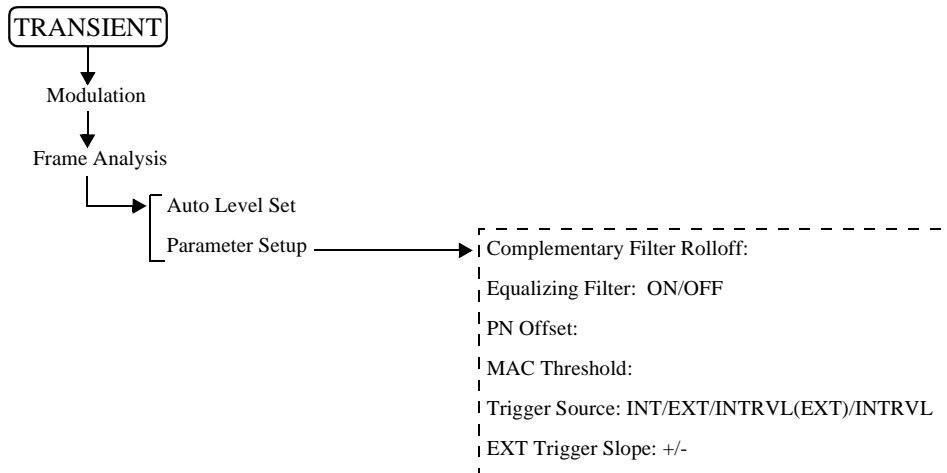 TRANSIENT
Modulation
Frame Analysis
Auto Level Set
Parameter Setup
Complementary Filter Rolloff:
Equalizing Filter:  ON/OFF
PN Offset:
MAC Threshold:
Trigger Source: INT/EXT/INTRVL(EXT)/INTRVL
EXT Trigger Slope: +/-